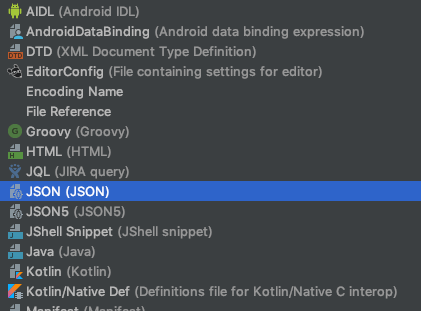 AIDL (Android IDL)
AndroidDataBinding (Android data binding expression)
DTD (XML Document Type Definition)
EditorConfig (File containing settings for editor)
Encoding Name
File Reference
Groovy (Groovy)
HTML (HTML)
JQL (JIRA query)
JSON (JSON)
JSON5 (JSON5)
JShell Snippet (JShell snippet)
Java (Java)
Kotlin (Kotlin)
Kotlin/Native Def (Definitions file for Kotlin/Native C interop)
Manifest (Manifest)